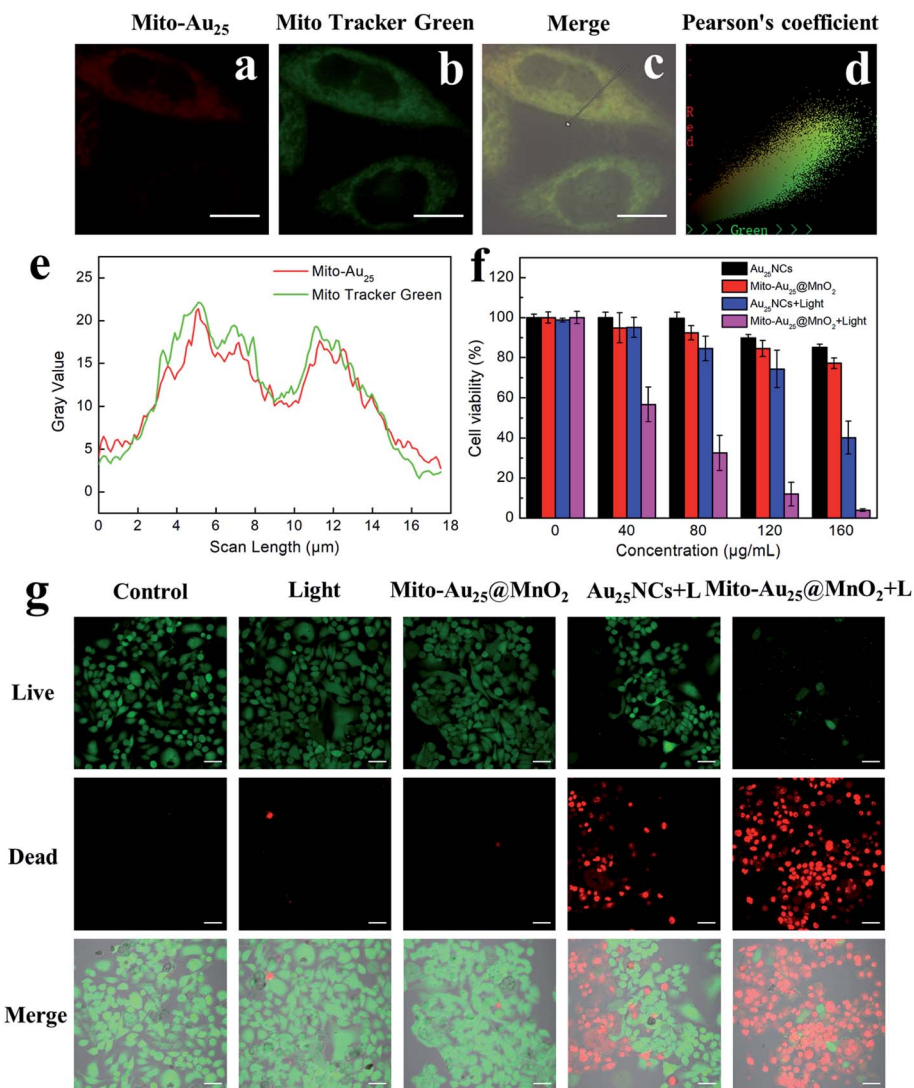 Mito-Au₂₅ Mito Tracker Green Merge Pearson's coefficient
a b c d
Red
> > > Green > > >
e
Mito-Au₂₅
Mito Tracker Green
25
20
15
10
5
0
Gray Value
0 2 4 6 8 10 12 14 16 18
Scan Length (µm)
f
Au₂₅NCs
Mito-Au₂₅@MnO₂
Au₂₅NCs+Light
Mito-Au₂₅@MnO₂+Light
120
100
80
60
40
20
0
Cell viability (%)
0 40 80 120 160
Concentration (µg/mL)
g
Control Light Mito-Au₂₅@MnO₂ Au₂₅NCs+L Mito-Au₂₅@MnO₂+L
Live
Dead
Merge